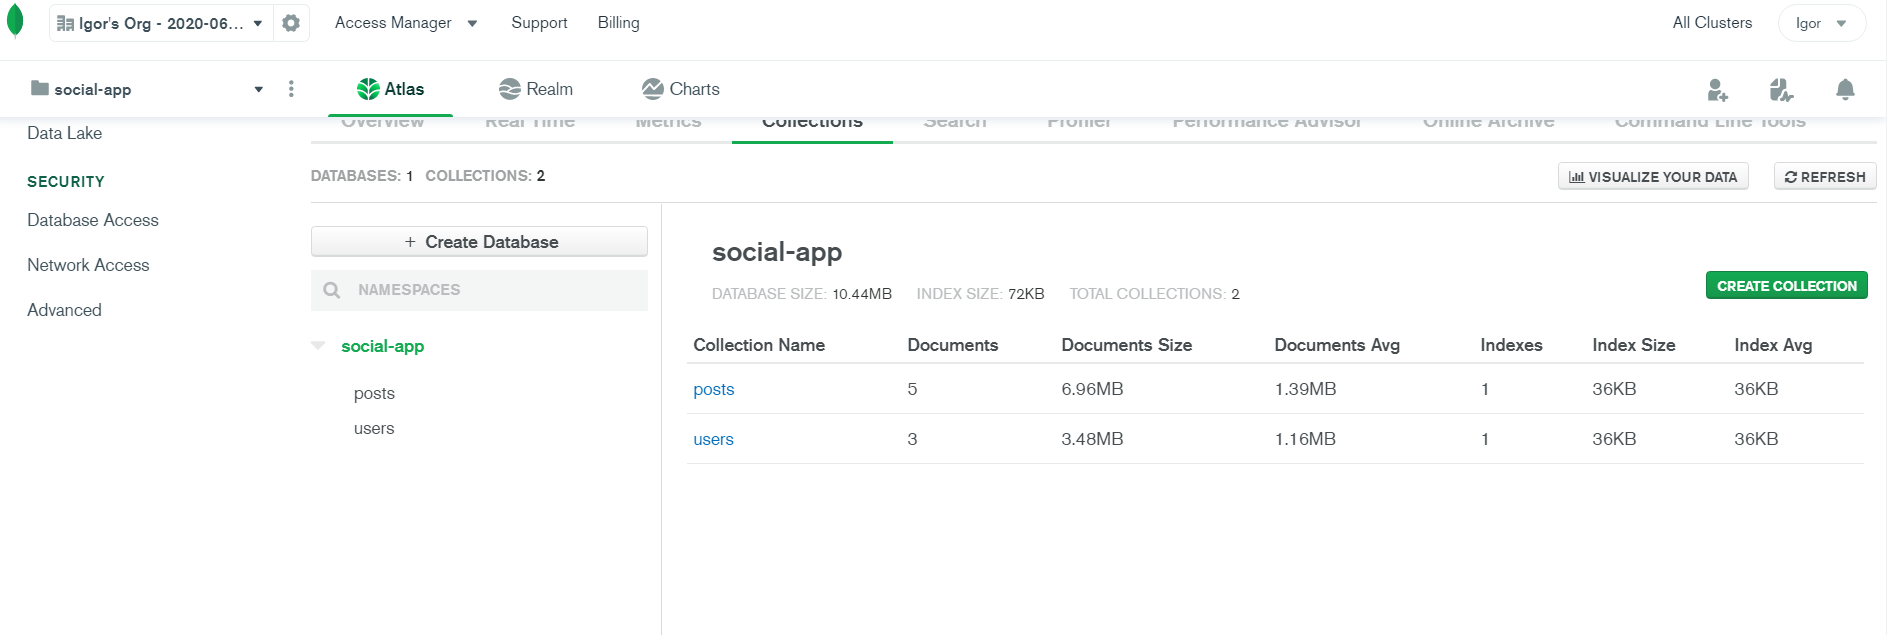 Igor's Org - 2020-06...
Access Manager
Support
Billing
All Clusters
Igor
social-app
Atlas
Realm
Charts
Data Lake
SECURITY
Database Access
Network Access
Advanced
Overview
Real Time
Metrics
Collections
Search
Profiler
Performance Advisor
Online Archive
Command Line Tools
DATABASES: 1 COLLECTIONS: 2
VISUALIZE YOUR DATA
REFRESH
+ Create Database
NAMESPACES
social-app
posts
users
social-app
DATABASE SIZE: 10.44MB INDEX SIZE: 72KB TOTAL COLLECTIONS: 2
CREATE COLLECTION
Collection Name Documents Documents Size Documents Avg Indexes Index Size Index Avg
posts 5 6.96MB 1.39MB 1 36KB 36KB
users 3 3.48MB 1.16MB 1 36KB 36KB